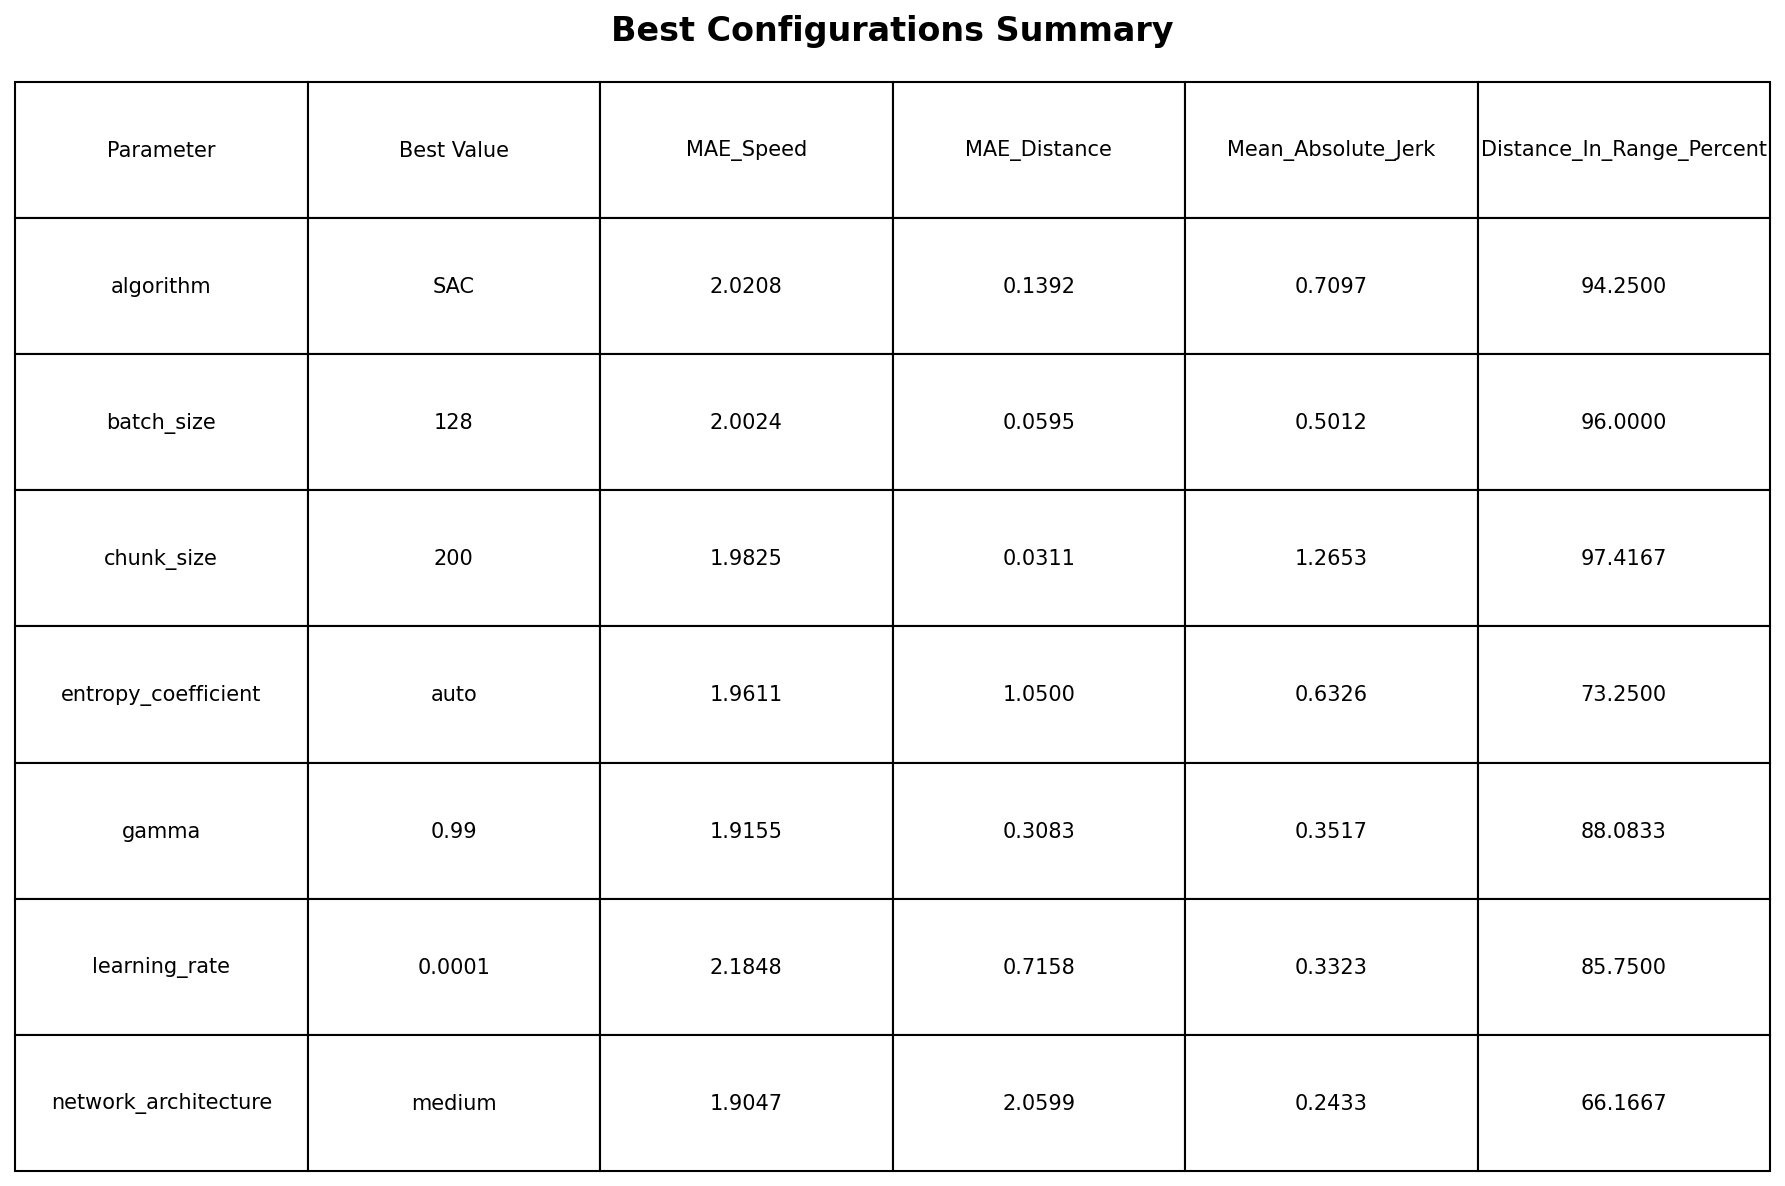 Best Configurations Summary
Parameter Best Value MAE_Speed MAE_Distance Mean_Absolute_Jerk Distance_In_Range_Percent
algorithm SAC 2.0208 0.1392 0.7097 94.2500
batch_size 128 2.0024 0.0595 0.5012 96.0000
chunk_size 200 1.9825 0.0311 1.2653 97.4167
entropy_coefficient auto 1.9611 1.0500 0.6326 73.2500
gamma 0.99 1.9155 0.3083 0.3517 88.0833
learning_rate 0.0001 2.1848 0.7158 0.3323 85.7500
network_architecture medium 1.9047 2.0599 0.2433 66.1667